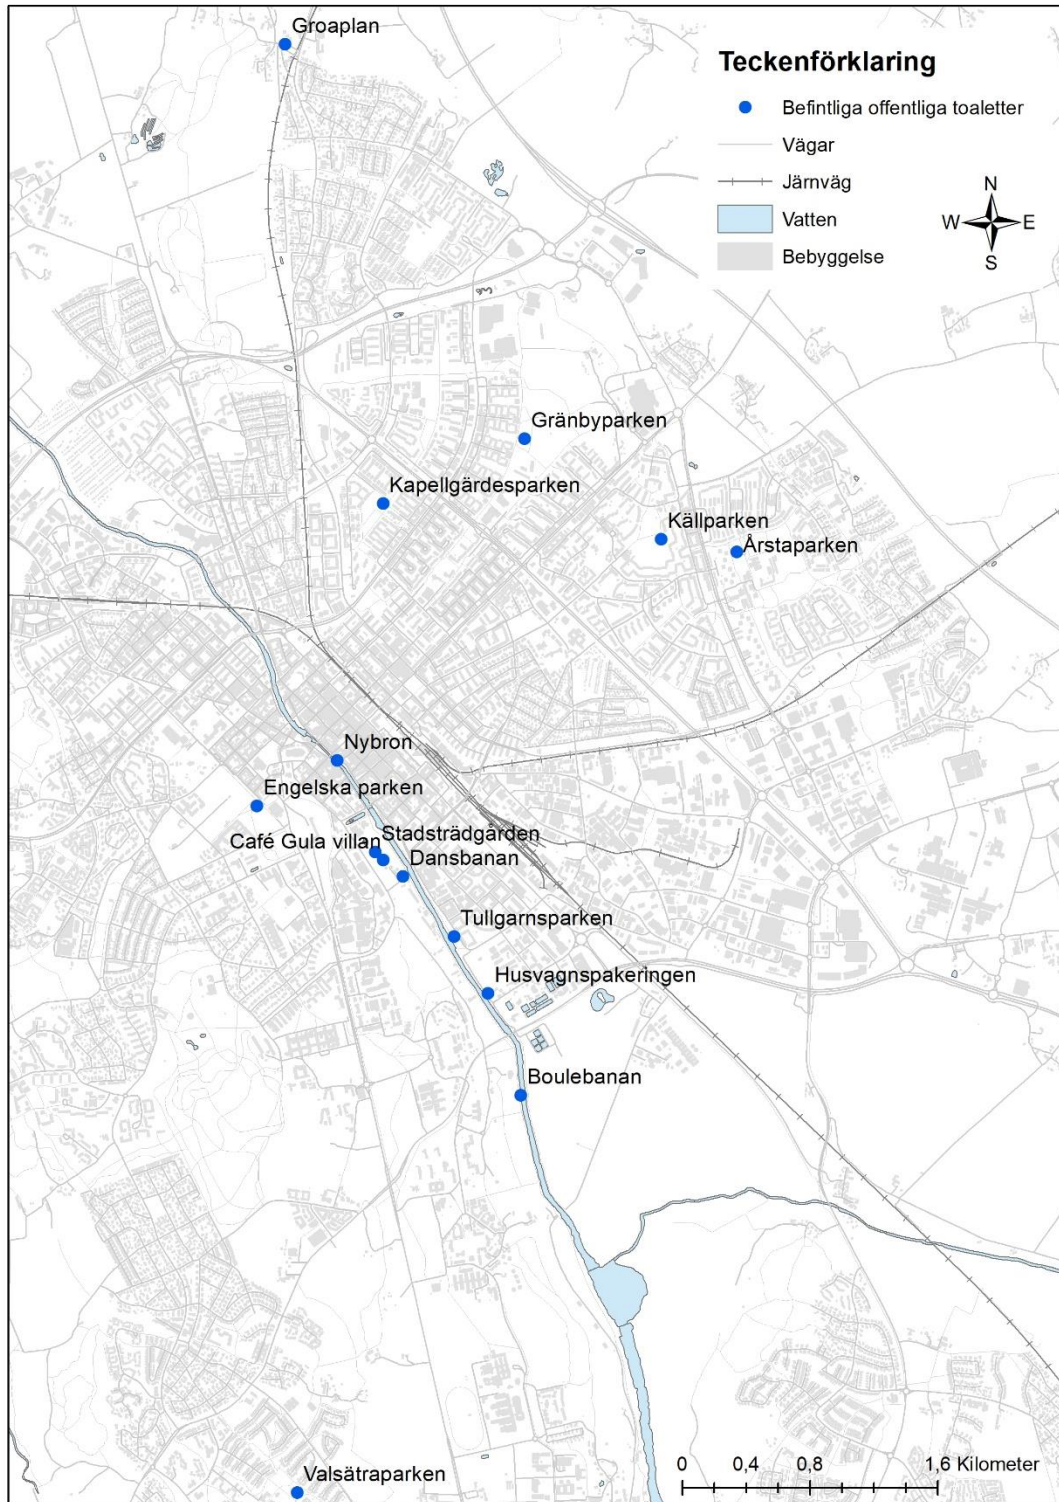 Groaplan
Teckenförklaring
Befintliga offentliga toaletter
Vägar
Järnväg
Vatten
Bebyggelse
N
W E
S
Gränbyparken
Kapellgärdesparken
Källparken
Årstaparken
Nybron
Engelska parken
Stadsträdgården
Café Gula villan
Dansbanan
Tullgarnsparken
Husvagnspakeringen
Boulebanan
Valsätraparken
0 0,4 0,8 1,6 Kilometer